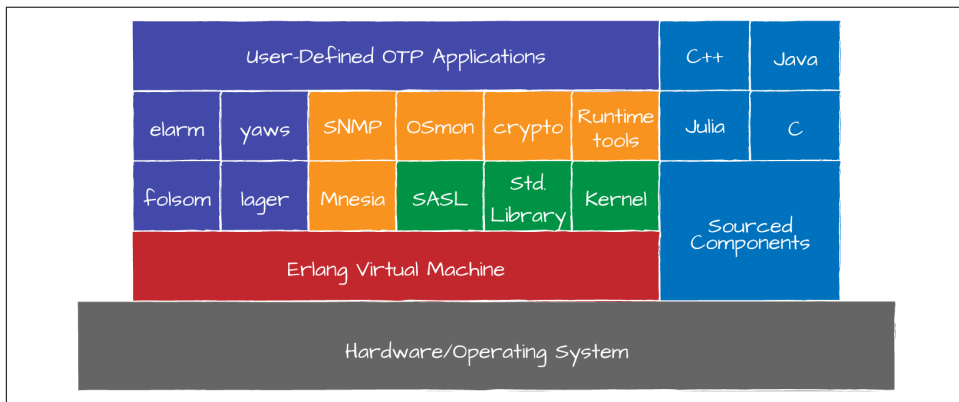 User-Defined OTP Applications
C++
Java
elarm
yaws
SNMP
OSmon
crypto
Runtime
tools
Julia
C
folsom
lager
Mnesia
SASL
Std.
Library
Kernel
Sourced
Components
Erlang Virtual Machine
Hardware/Operating System